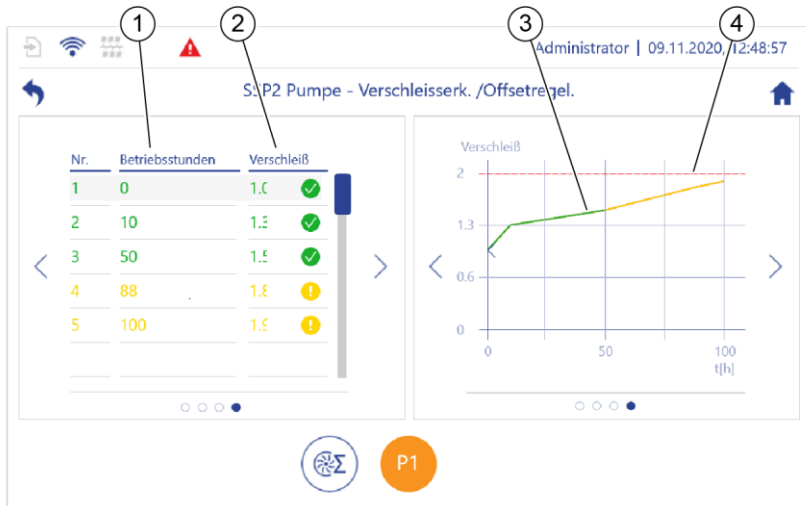 1 2 3 4
Administrator | 09.11.2020, 12:48:57
SSP2 Pumpe - Verschleisserk. /Offsetregel.
Nr. Betriebsstunden Verschleiß
1 0 1.0
2 10 1.3
3 50 1.5
4 88 1.8
5 100 1.9
Verschleiß
2
1.3
0.6
0
0 50 100
t[h]
Σ P1